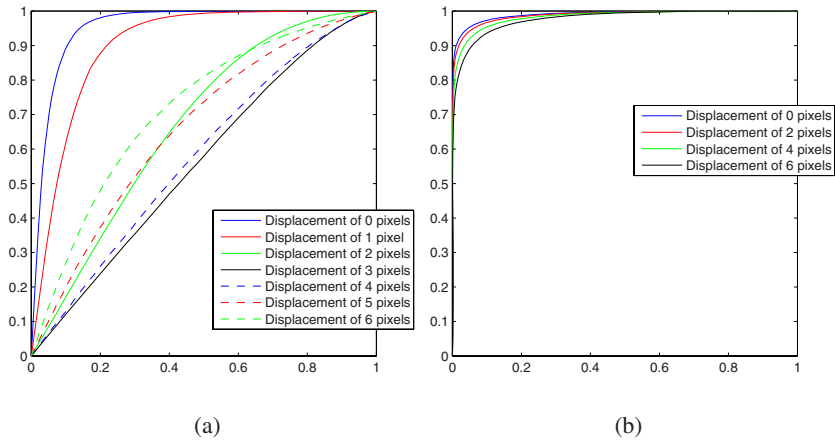 1
0.9
0.8
0.7
0.6
0.5
0.4
0.3
0.2
0.1
0
0 0.2 0.4 0.6 0.8 1
Displacement of 0 pixels
Displacement of 1 pixel
Displacement of 2 pixels
Displacement of 3 pixels
Displacement of 4 pixels
Displacement of 5 pixels
Displacement of 6 pixels
(a)
1
0.9
0.8
0.7
0.6
0.5
0.4
0.3
0.2
0.1
0
0 0.2 0.4 0.6 0.8 1
Displacement of 0 pixels
Displacement of 2 pixels
Displacement of 4 pixels
Displacement of 6 pixels
(b)